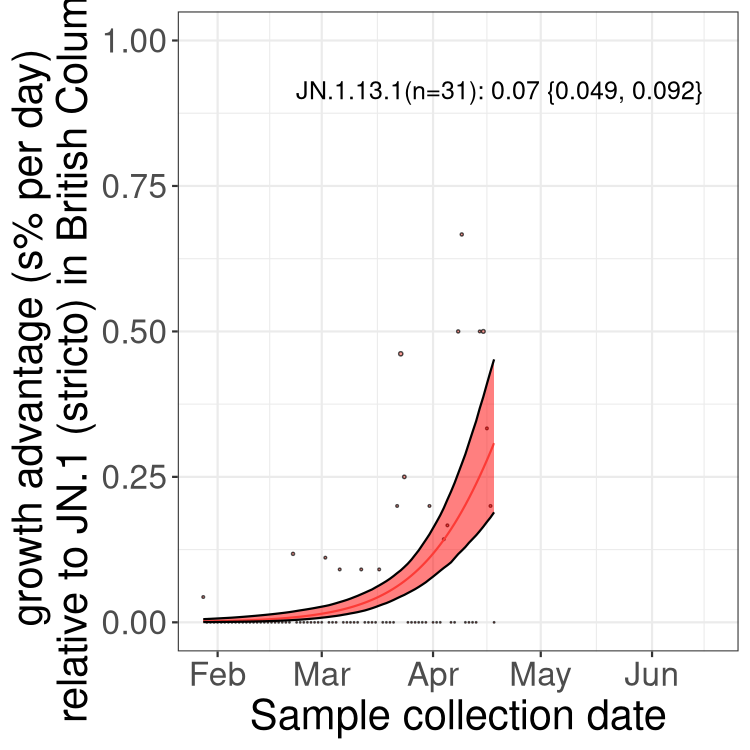 growth advantage (s% per day)
relative to JN.1 (stricto) in British Colum
1.00
0.75
0.50
0.25
0.00
JN.1.13.1(n=31): 0.07 {0.049, 0.092}
Feb Mar Apr May Jun
Sample collection date